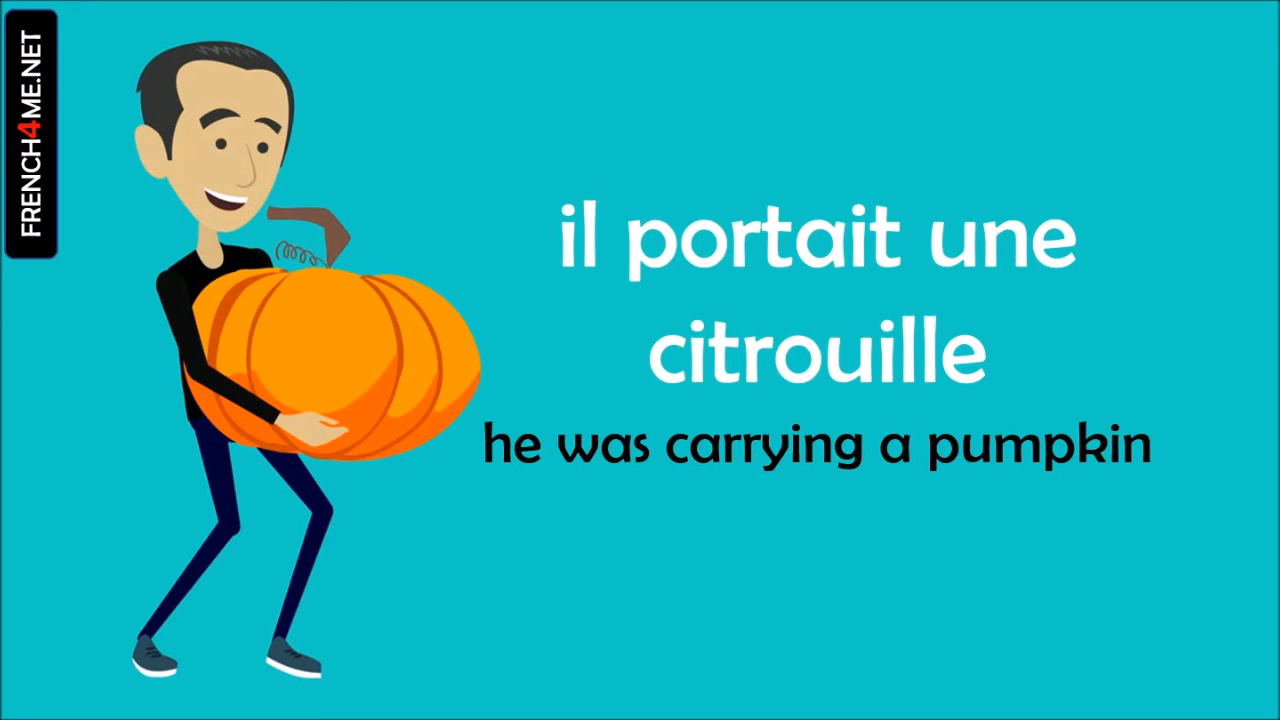 FRENCH4ME.NET
il portait une
citrouille
he was carrying a pumpkin